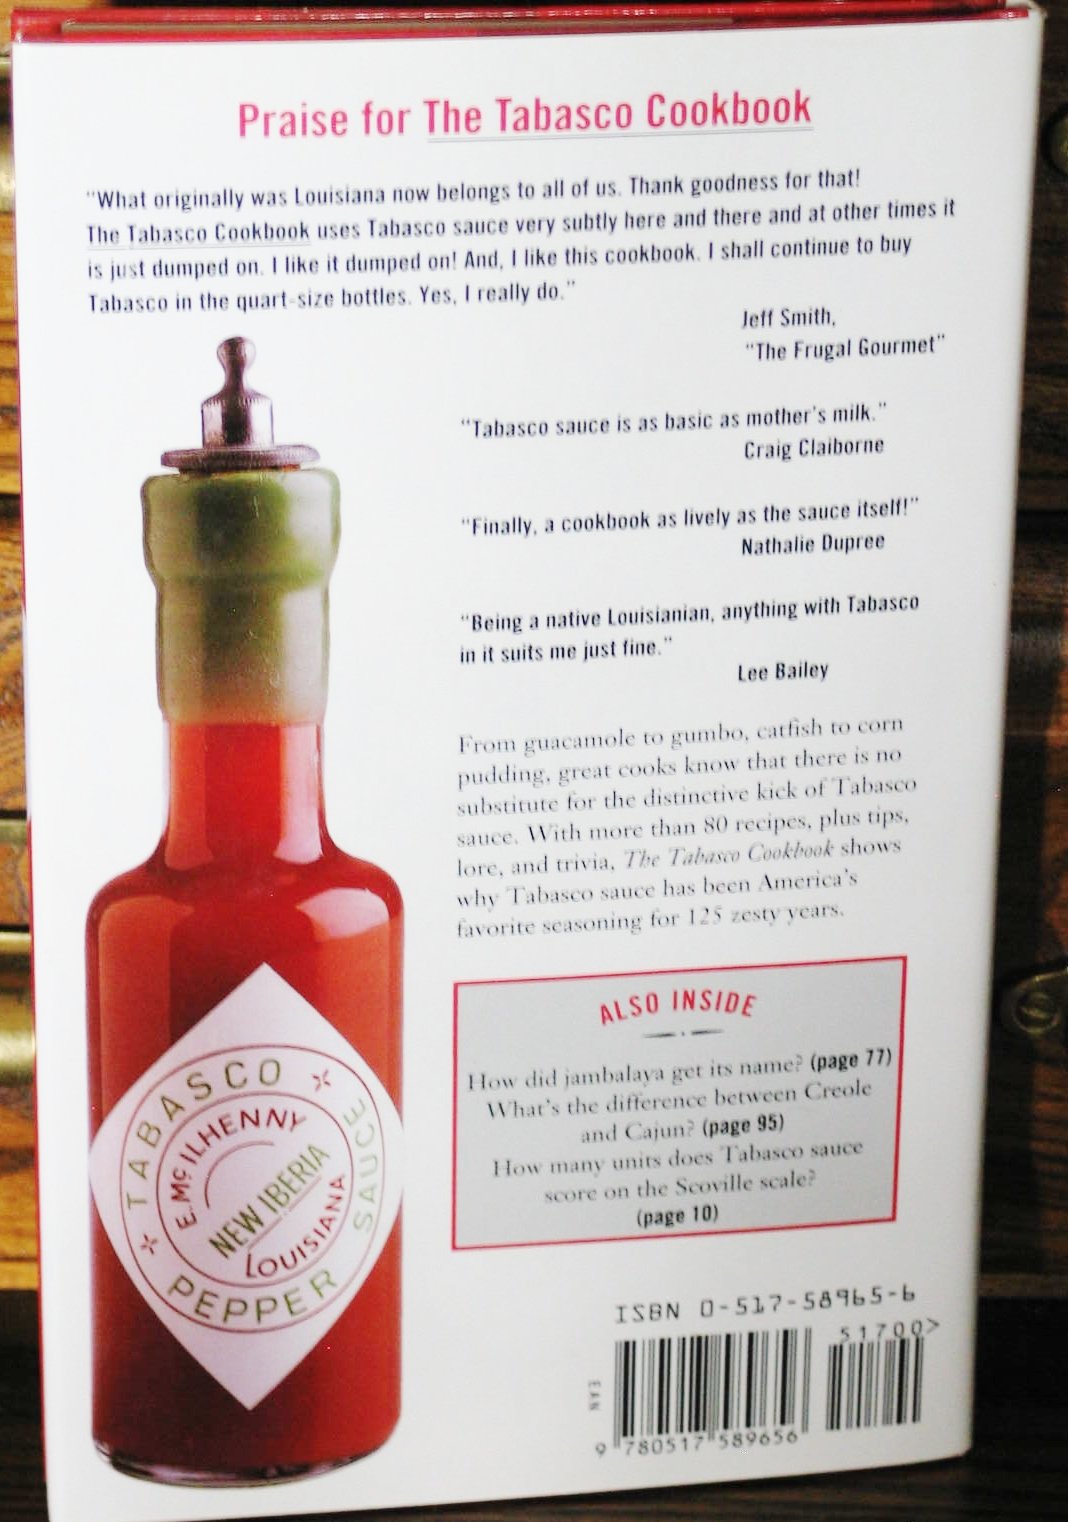 Praise for The Tabasco Cookbook
"What originally was Louisiana now belongs to all of us. Thank goodness for that!
The Tabasco Cookbook uses Tabasco sauce very subtly here and there and at other times it
is just dumped on. I like it dumped on! And, I like this cookbook. I shall continue to buy
Tabasco in the quart-size bottles. Yes, I really do."
Jeff Smith,
"The Frugal Gourmet"
"Tabasco sauce is as basic as mother's milk."
Craig Claiborne
"Finally, a cookbook as lively as the sauce itself!"
Nathalie Dupree
"Being a native Louisianian, anything with Tabasco
in it suits me just fine."
Lee Bailey
From guacamole to gumbo, catfish to corn
pudding, great cooks know that there is no
substitute for the distinctive kick of Tabasco
sauce. With more than 80 recipes, plus tips,
lore, and trivia, The Tabasco Cookbook shows
why Tabasco sauce has been America's
favorite seasoning for 125 zesty years.
ALSO INSIDE
How did jambalaya get its name? (page 77)
What's the difference between Creole
and Cajun? (page 95)
How many units does Tabasco sauce
score on the Scoville scale?
(page 10)
TABASCO
PEPPER
SAUCE
E. McILHENNY
NEW IBERIA
LOUISIANA
ISBN 0-517-58965-6
51700>
EAN
9 780517 589656